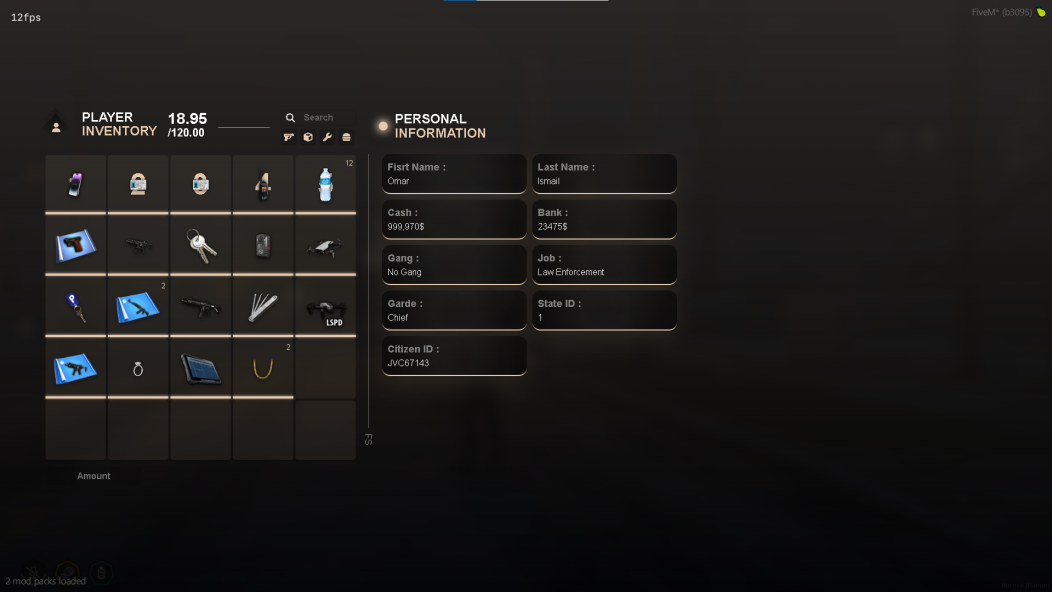 12fps
FiveM* (b3095)
PLAYER
INVENTORY
18.95
/120.00
Search
PERSONAL
INFORMATION
12
Fisrt Name :
Omar
Last Name :
Ismail
Cash :
999,970$
Bank :
23475$
Gang :
No Gang
Job :
Law Enforcement
2
LSPD
Garde :
Chief
State ID :
1
2
Citizen ID :
JVC67143
FS
Amount
2 mod packs loaded